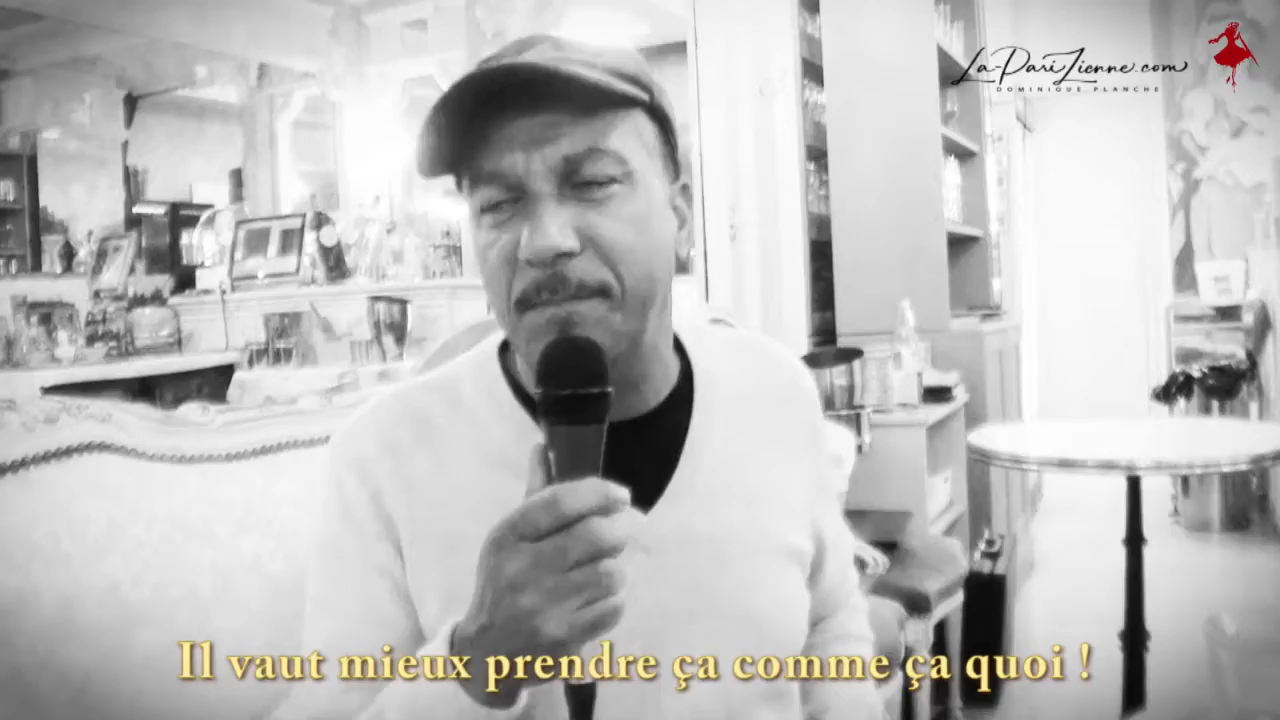 La-PariZienne.com
DOMINIQUE PLANCHE
Il vaut mieux prendre ça comme ça quoi !